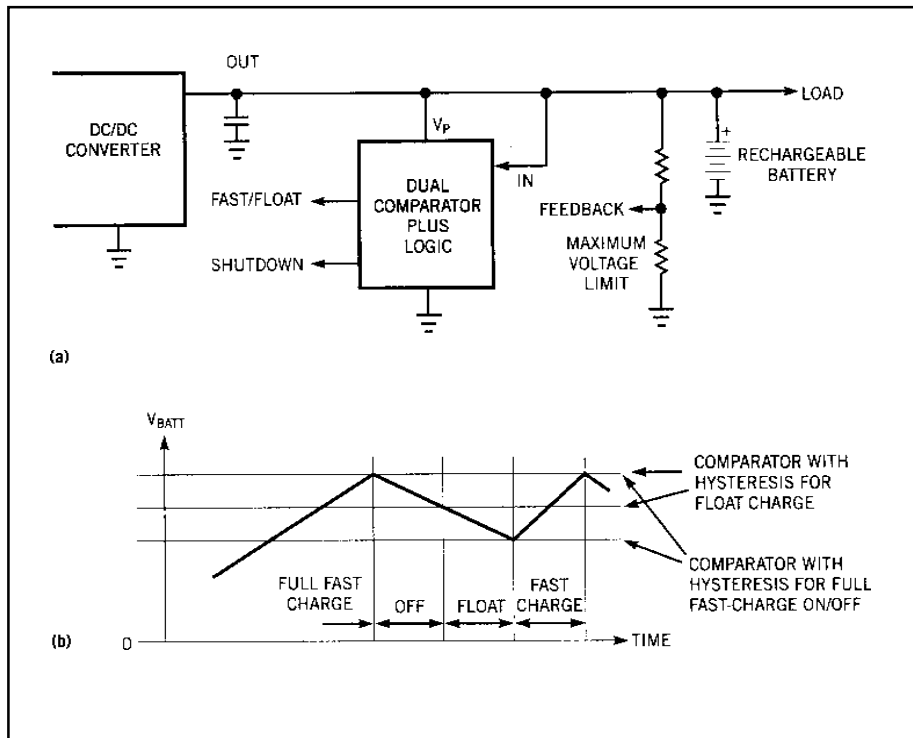 OUT
LOAD
DC/DC
CONVERTER
VP
IN
FAST/FLOAT
DUAL
COMPARATOR
PLUS
LOGIC
SHUTDOWN
FEEDBACK
MAXIMUM
VOLTAGE
LIMIT
+
RECHARGEABLE
BATTERY
(a)
VBATT
COMPARATOR WITH
HYSTERESIS FOR
FLOAT CHARGE
COMPARATOR WITH
HYSTERESIS FOR FULL
FAST-CHARGE ON/OFF
FULL FAST
CHARGE
OFF
FLOAT
FAST
CHARGE
0
TIME
(b)